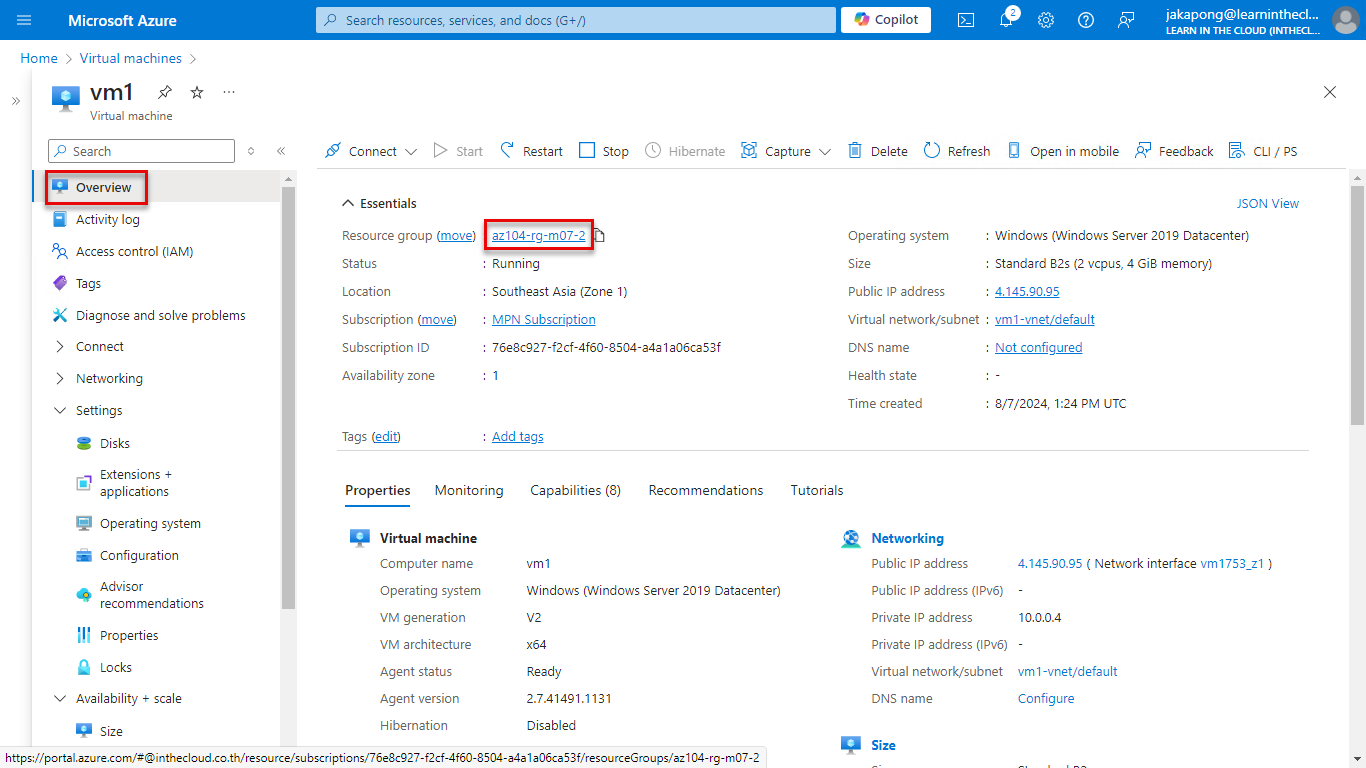 Microsoft Azure
Search resources, services, and docs (G+/)
Copilot
2
jakapong@learninthecl...
LEARN IN THE CLOUD (INTHECL...
Home > Virtual machines >
vm1
Virtual machine
Search
Connect
Start
Restart
Stop
Hibernate
Capture
Delete
Refresh
Open in mobile
Feedback
CLI / PS
Overview
Activity log
Access control (IAM)
Tags
Diagnose and solve problems
Connect
Networking
Settings
Disks
Extensions +
applications
Operating system
Configuration
Advisor
recommendations
Properties
Locks
Availability + scale
Size
Essentials
JSON View
Resource group (move) : az104-rg-m07-2
Status : Running
Location : Southeast Asia (Zone 1)
Subscription (move) : MPN Subscription
Subscription ID : 76e8c927-f2cf-4f60-8504-a4a1a06ca53f
Availability zone : 1
Operating system : Windows (Windows Server 2019 Datacenter)
Size : Standard B2s (2 vcpus, 4 GiB memory)
Public IP address : 4.145.90.95
Virtual network/subnet : vm1-vnet/default
DNS name : Not configured
Health state : -
Time created : 8/7/2024, 1:24 PM UTC
Tags (edit) : Add tags
Properties
Monitoring
Capabilities (8)
Recommendations
Tutorials
Virtual machine
Computer name vm1
Operating system Windows (Windows Server 2019 Datacenter)
VM generation V2
VM architecture x64
Agent status Ready
Agent version 2.7.41491.1131
Hibernation Disabled
Networking
Public IP address 4.145.90.95 ( Network interface vm1753_z1 )
Public IP address (IPv6) -
Private IP address 10.0.0.4
Private IP address (IPv6) -
Virtual network/subnet vm1-vnet/default
DNS name Configure
Size
https://portal.azure.com/#@inthecloud.co.th/resource/subscriptions/76e8c927-f2cf-4f60-8504-a4a1a06ca53f/resourceGroups/az104-rg-m07-2